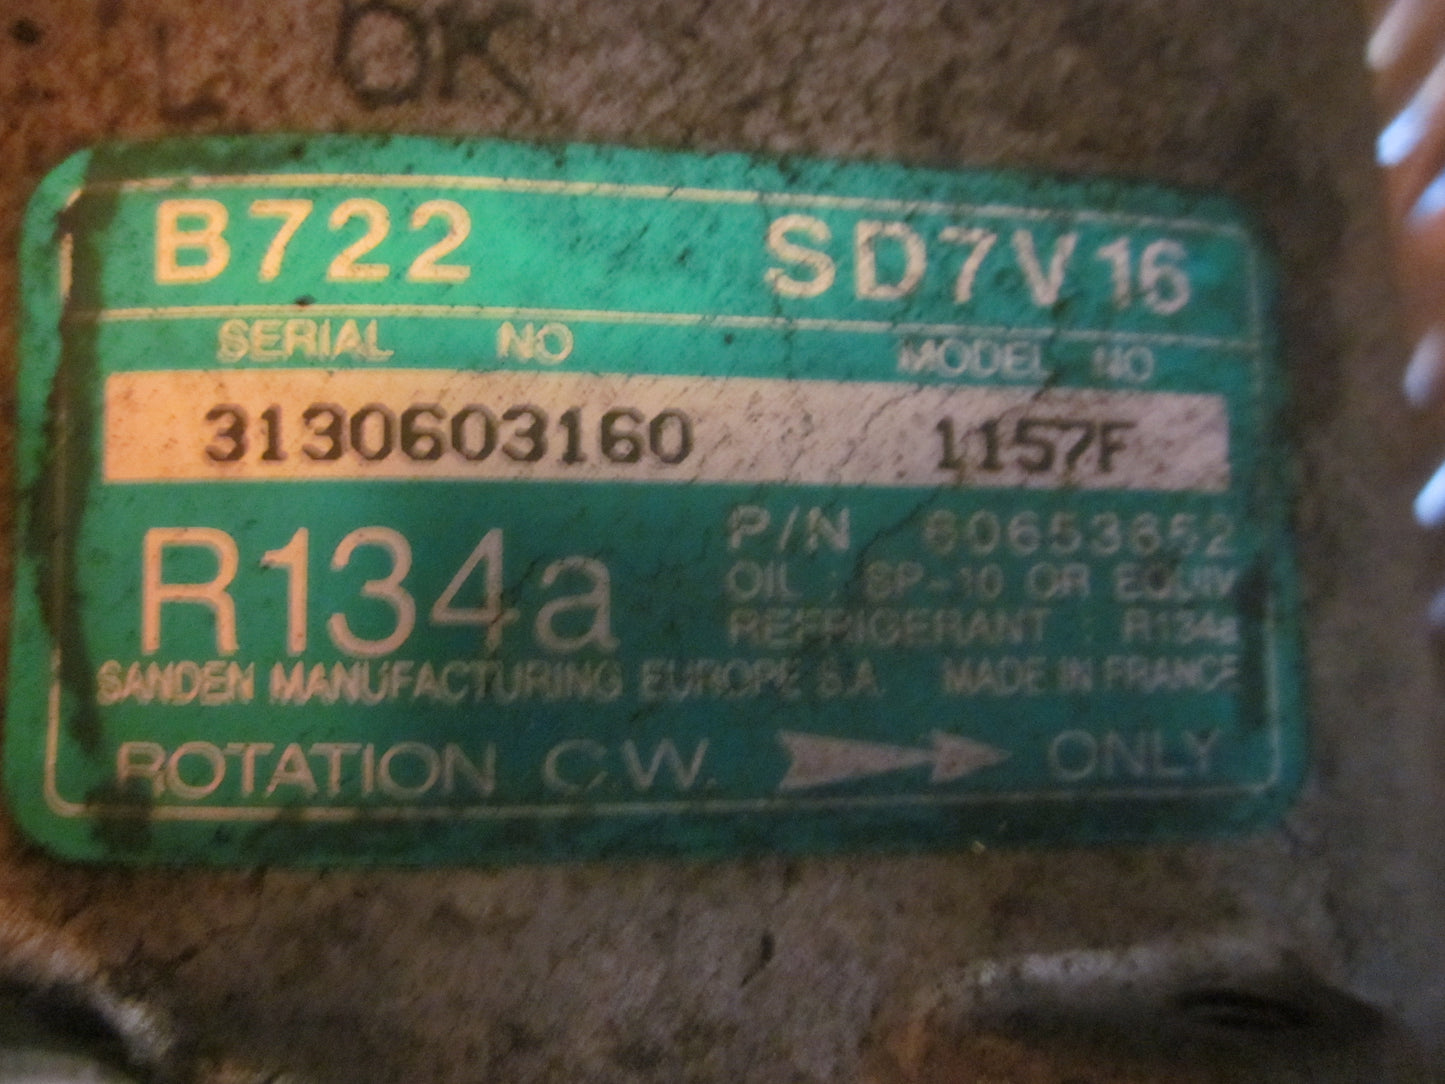 OK
B722 SD7V16
SERIAL NO MODEL NO
3130603160 1157F
R134a
P/N 60653652
OIL : SP-10 OR EQUIV
REFRIGERANT : R134a
SANDEN MANUFACTURING EUROPE S.A. MADE IN FRANCE
ROTATION C.W. ONLY